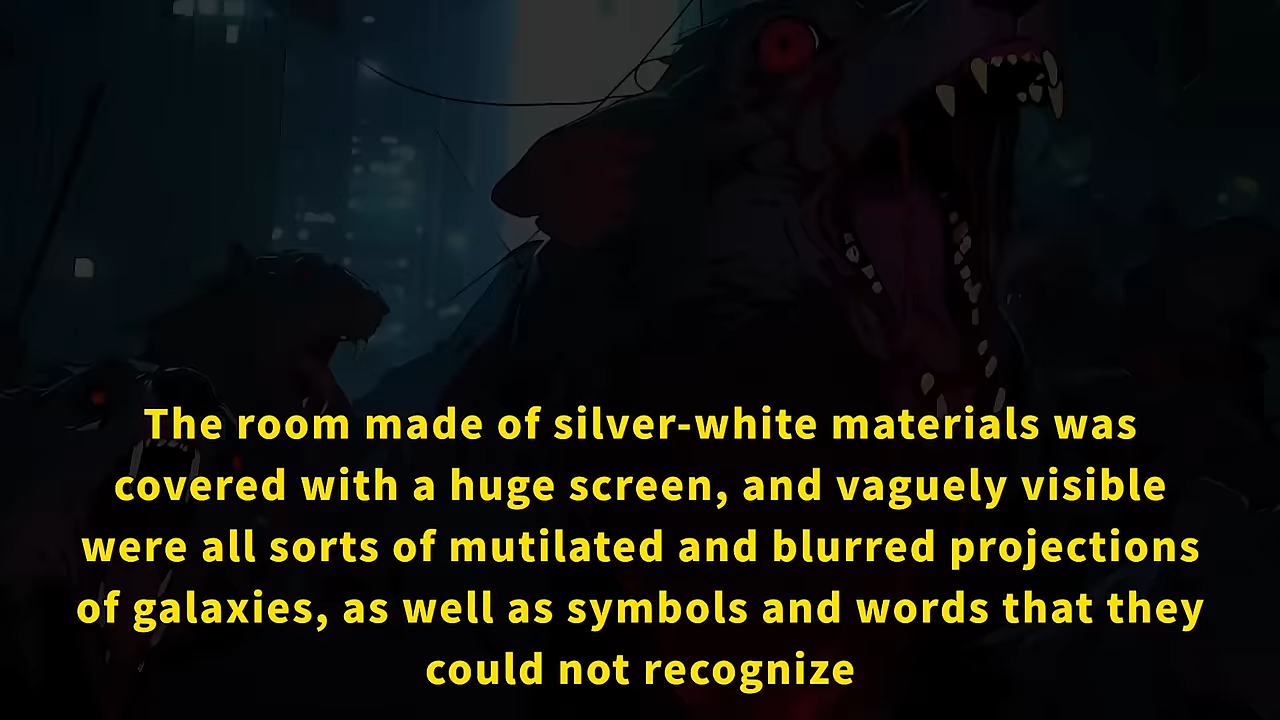 The room made of silver-white materials was
covered with a huge screen, and vaguely visible
were all sorts of mutilated and blurred projections
of galaxies, as well as symbols and words that they
could not recognize